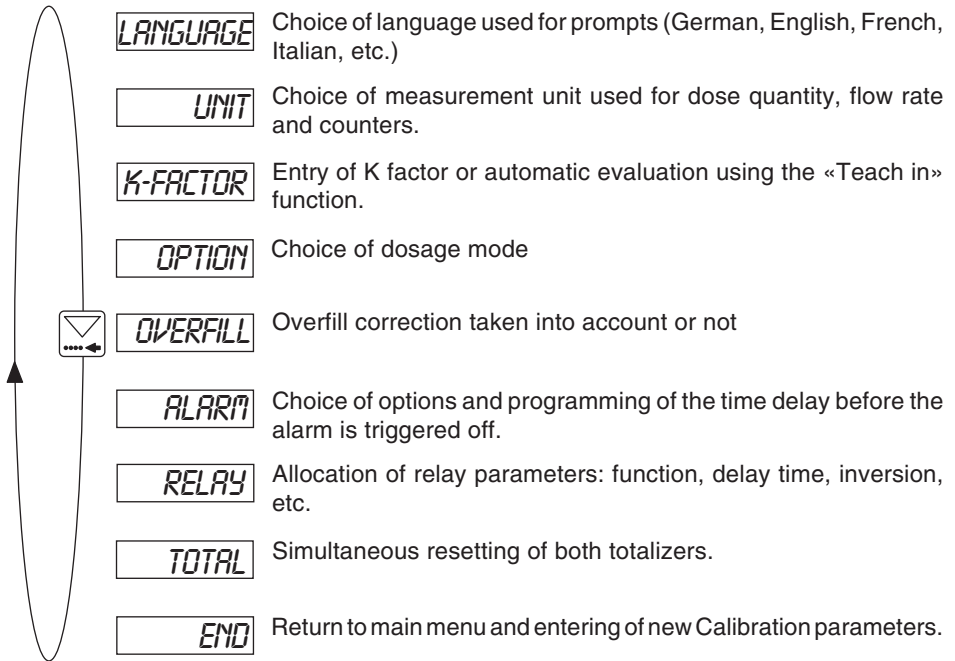 LANGUAGE
Choice of language used for prompts (German, English, French,
Italian, etc.)
UNIT
Choice of measurement unit used for dose quantity, flow rate
and counters.
K-FACTOR
Entry of K factor or automatic evaluation using the «Teach in»
function.
OPTION
Choice of dosage mode
OVERFILL
Overfill correction taken into account or not
ALARM
Choice of options and programming of the time delay before the
alarm is triggered off.
RELAY
Allocation of relay parameters: function, delay time, inversion,
etc.
TOTAL
Simultaneous resetting of both totalizers.
END
Return to main menu and entering of new Calibration parameters.